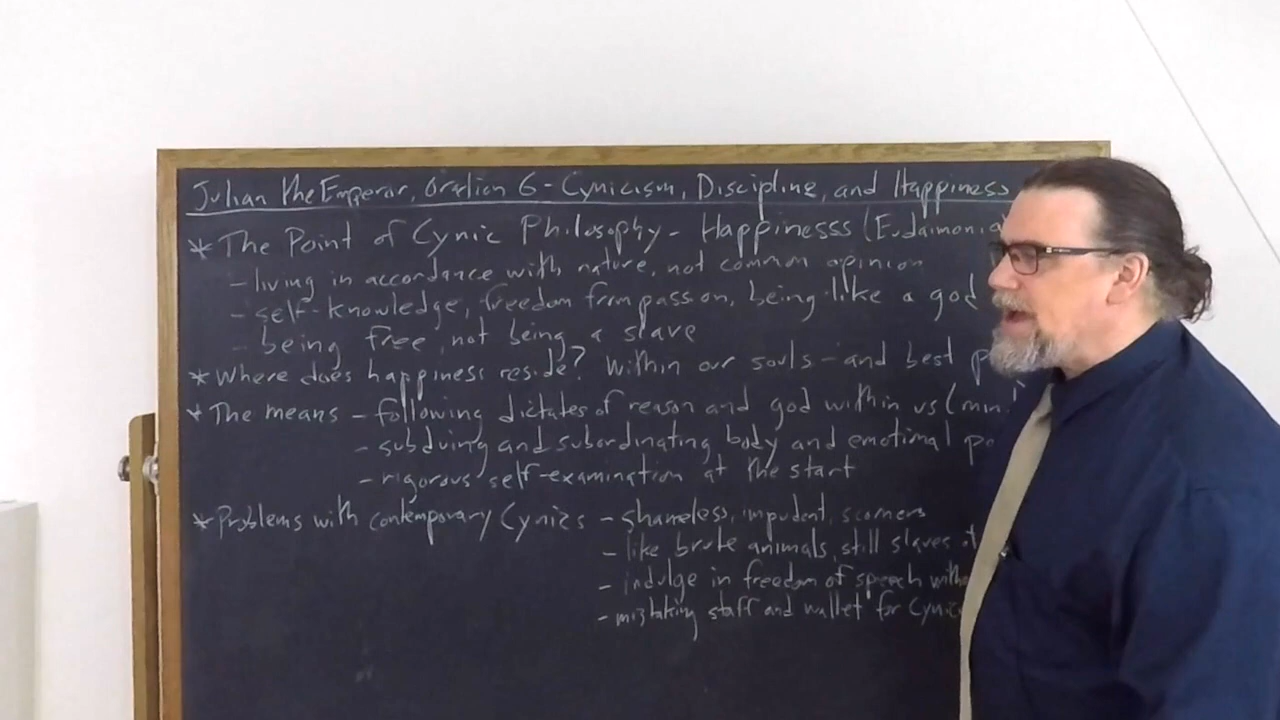 Julian the Emperor, Oration 6 - Cynicism, Discipline, and Happiness
* The Point of Cynic Philosophy - Happinesss (Eudaimonia
- living in accordance with nature, not common opinion
- self-knowledge, freedom from passion, being like a god
- being free, not being a slave
* Where does happiness reside? Within our souls - and best p
* The means - following dictates of reason and god within us (min
- subduing and subordinating body and emotional pa
- rigorous self-examination at the start
* Problems with contemporary Cynics - shameless, impudent, scorners
- like brute animals, still slaves
- indulge in freedom of speech witho
- mistaking staff and wallet for Cynic